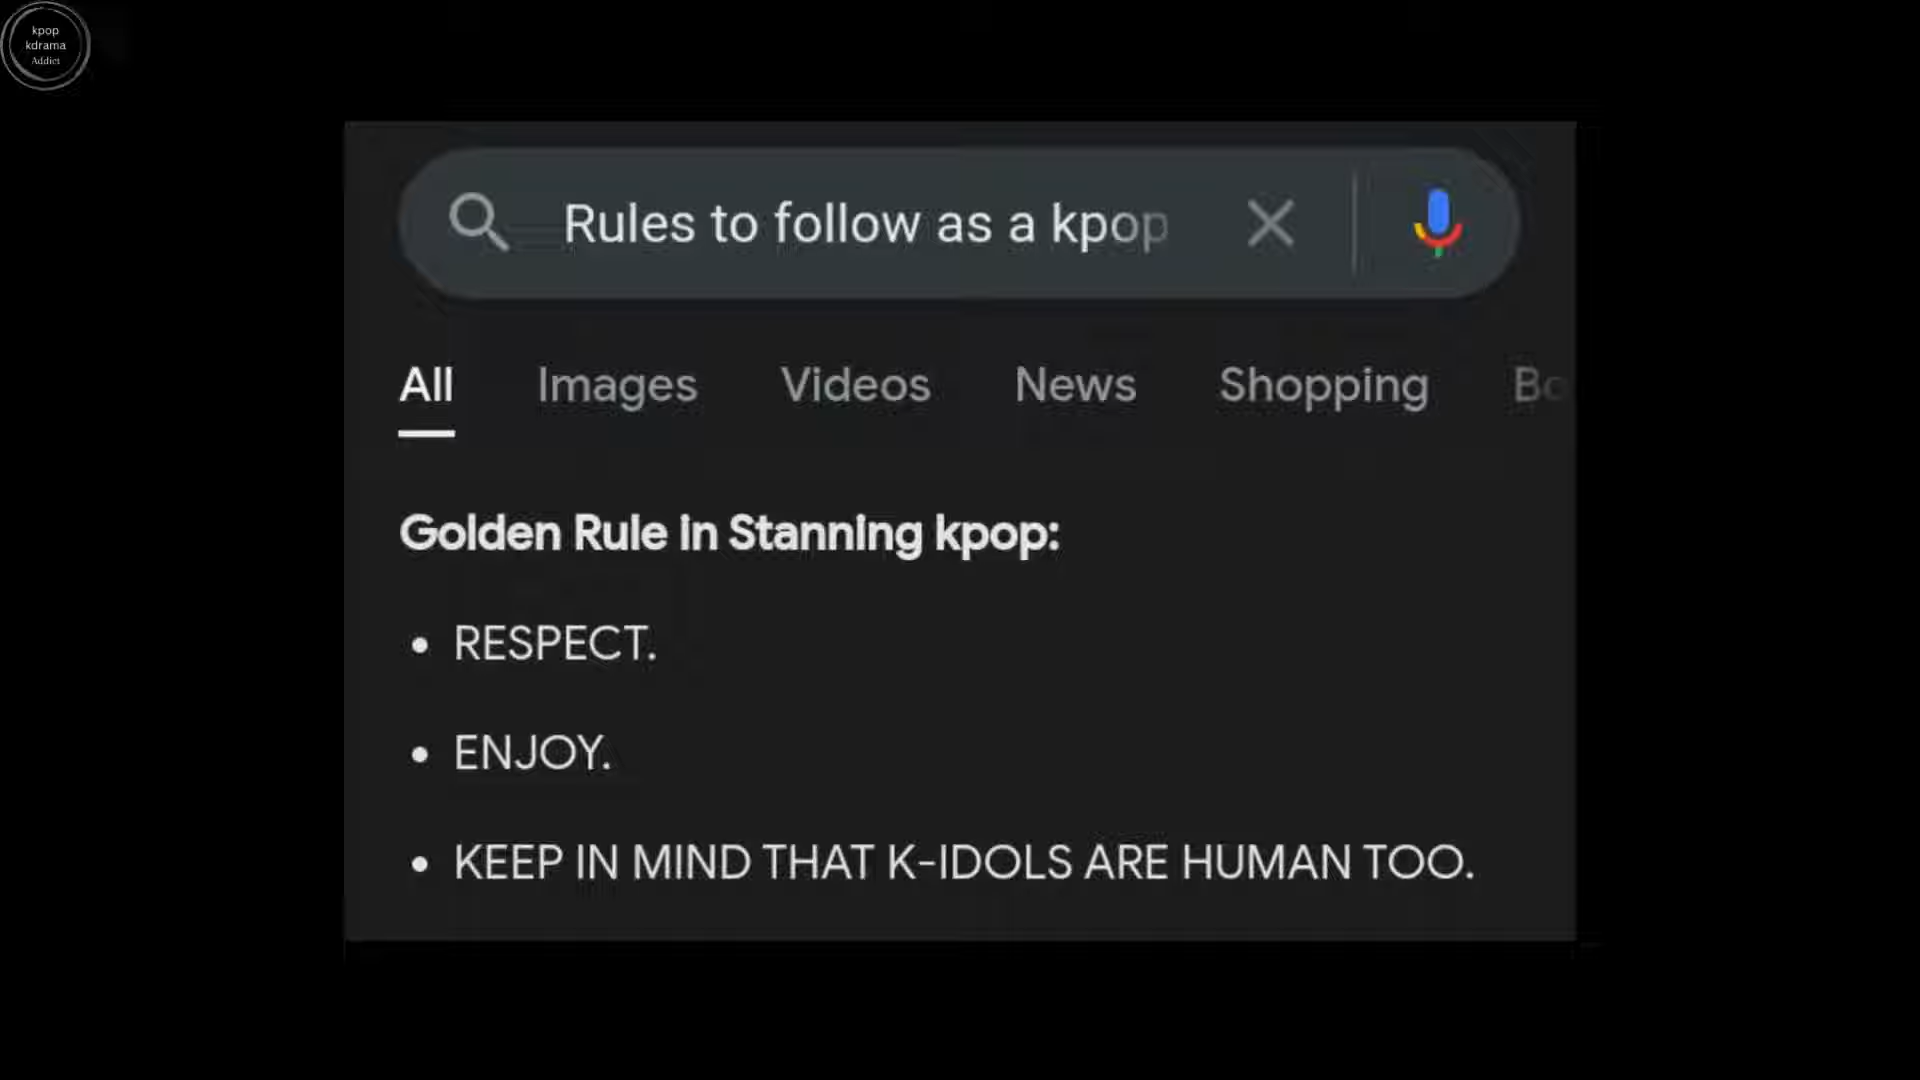 kpop
kdrama
Addict
Rules to follow as a kpop
All Images Videos News Shopping
Golden Rule in Stanning kpop:
• RESPECT.
• ENJOY.
• KEEP IN MIND THAT K-IDOLS ARE HUMAN TOO.